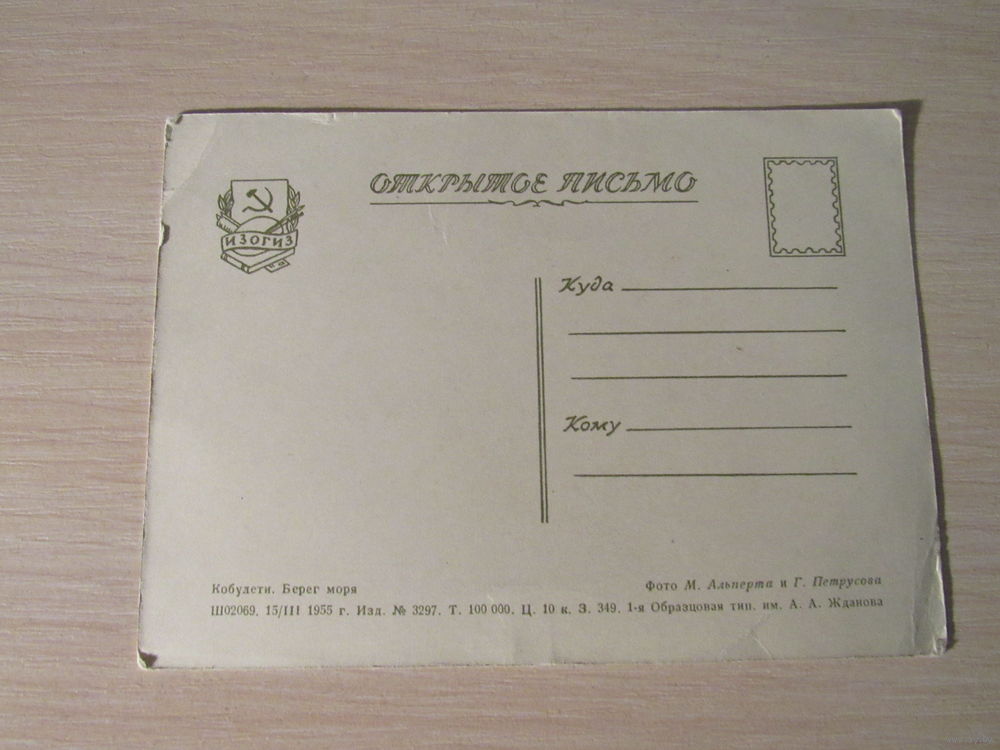 ОТКРЫТОЕ ПИСЬМО
ИЗОГИЗ
Куда
Кому
Кобулети. Берег моря
Фото М. Альперта и Г. Петрусова
Ш02069. 15/III 1955 г. Изд. № 3297. Т. 100 000. Ц. 10 к. З. 349. 1-я Образцовая тип. им. А. А. Жданова